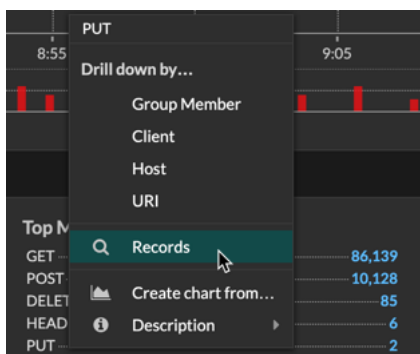 PUT
8:55
9:05
Drill down by...
Group Member
Client
Host
URI
Top M
Records
GET 86,139
POST 10,128
Create chart from...
DELET 85
HEAD 6
Description
PUT 2